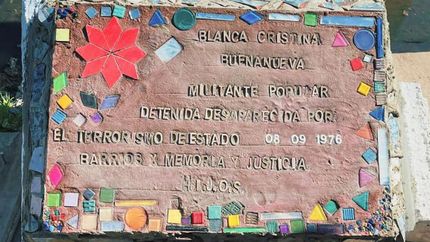 BLANCA CRISTINA
BUENANUEVA
MILITANTE POPULAR
DETENIDA DESAPARECIDA POR
EL TERRORISMO DE ESTADO 08 09 1976
BARRIOS X MEMORIA Y JUSTICIA
H.I.J.O.S.